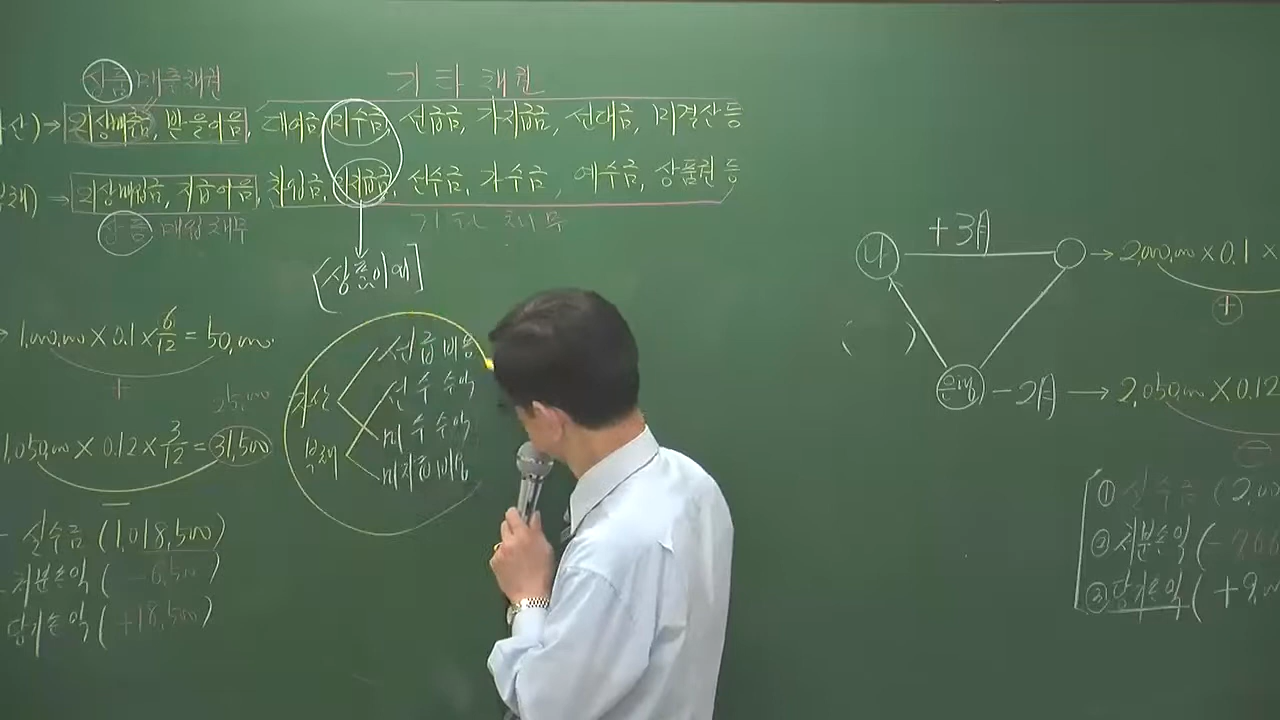 상품 매출채권
기타채권
산) → 외상매출금, 받을어음, 대여금, 미수금, 선급금, 가지급금, 선대금, 미결산 등
채) → 외상매입금, 지급어음, 차입금, 미지급금, 선수금, 가수금, 예수금, 상품권 등
상품 매입채무
기타채무
[상품이외]
1,000,000 × 0.1 × 6/12 = 50,000
+
25,000
1,050,000 × 0.12 × 3/12 = 31,500
−
- 실수금 (1,018,500)
- 처분손익 ( -6,500)
당기손익 (+18,500)
자산
부채
선급비용
선수수익
미수수익
미지급비용
나
+3月
→ 2,000,000 × 0.1 ×
+
( )
은행
-2月 → 2,050,000 × 0.12
−
① 실수금 (2,00
② 처분손익 (-
③ 당기손익 (+9,